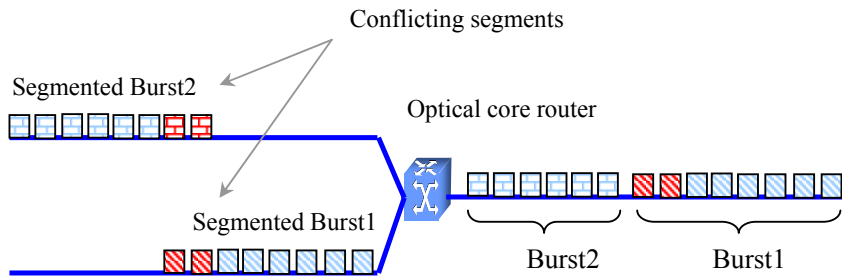 Conflicting segments
Segmented Burst2
Optical core router
Segmented Burst1
Burst2
Burst1